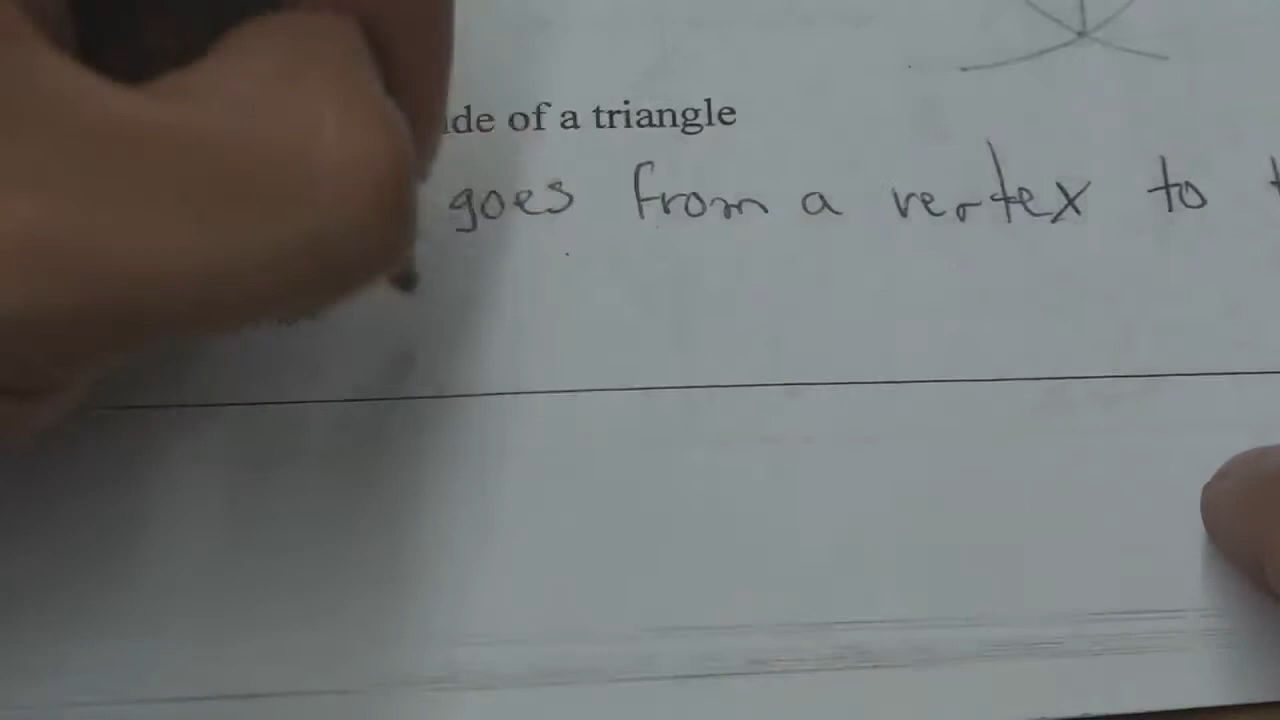 de of a triangle
goes from a vertex to